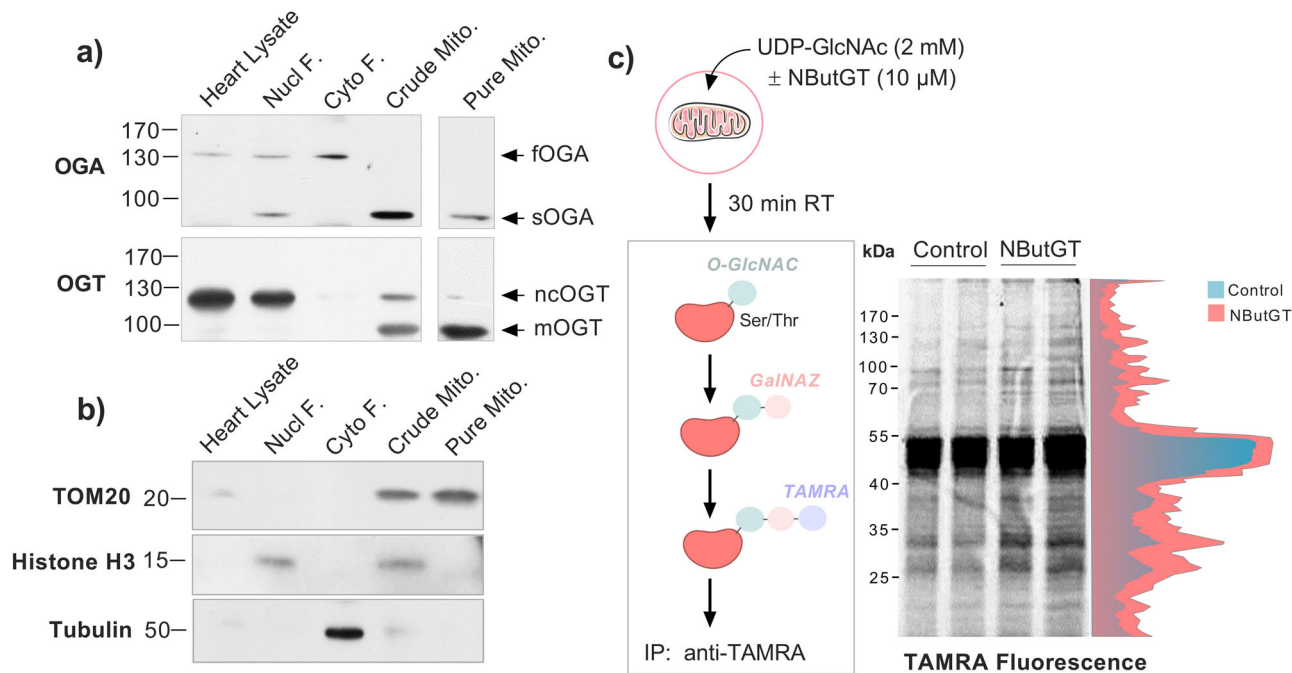 a)
Heart Lysate
Nucl F.
Cyto F.
Crude Mito.
Pure Mito.
OGA
170
130
100
fOGA
sOGA
OGT
170
130
100
ncOGT
mOGT
b)
Heart Lysate
Nucl F.
Cyto F.
Crude Mito.
Pure Mito.
TOM20 20
Histone H3 15
Tubulin 50
c)
UDP-GlcNAc (2 mM)
± NButGT (10 µM)
30 min RT
O-GlcNAC
Ser/Thr
GalNAZ
TAMRA
IP: anti-TAMRA
kDa
Control
NButGT
170
130
100
70
55
40
35
25
Control
NButGT
TAMRA Fluorescence